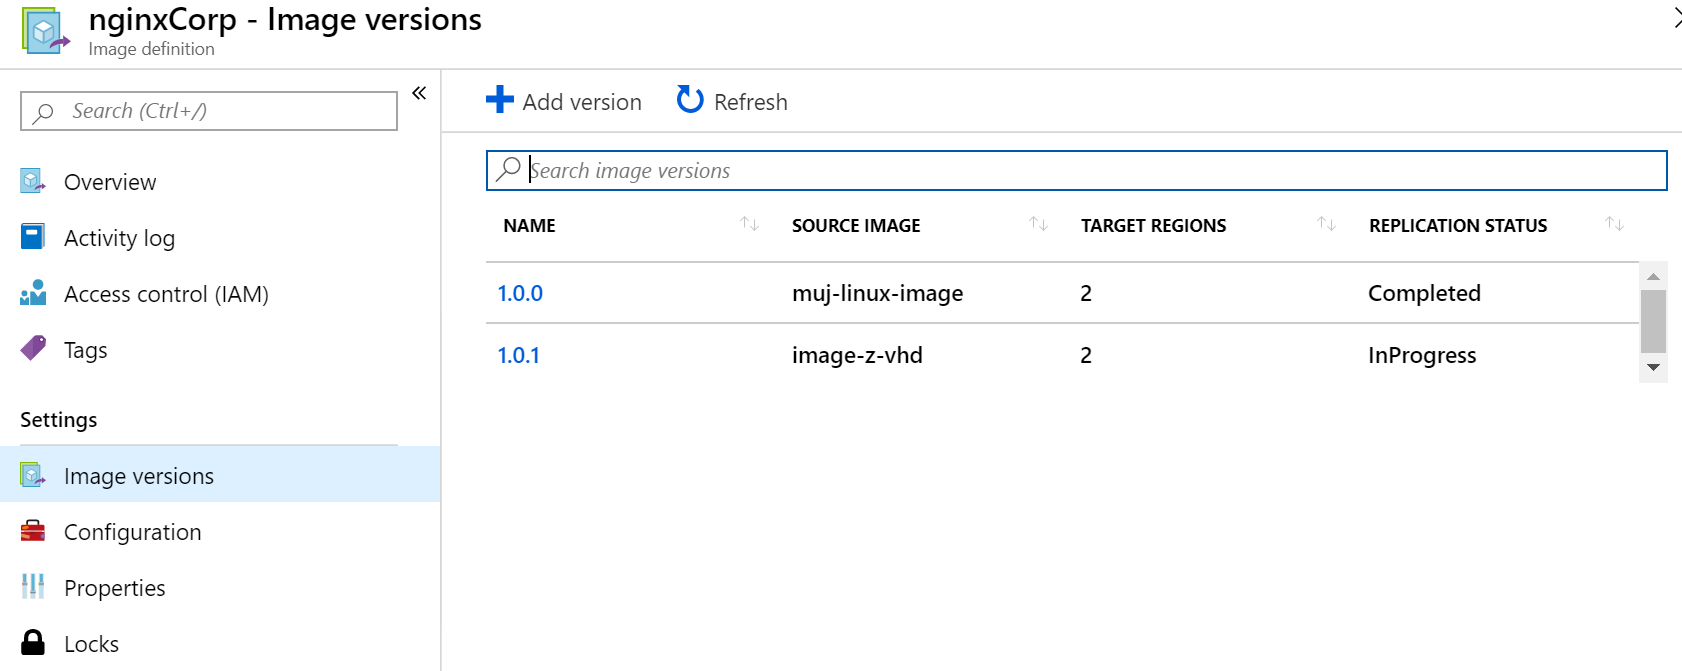 nginxCorp - Image versions
Image definition
Search (Ctrl+/)
«
Overview
Activity log
Access control (IAM)
Tags
Settings
Image versions
Configuration
Properties
Locks
Add version Refresh
Search image versions
NAME SOURCE IMAGE TARGET REGIONS REPLICATION STATUS
1.0.0 muj-linux-image 2 Completed
1.0.1 image-z-vhd 2 InProgress